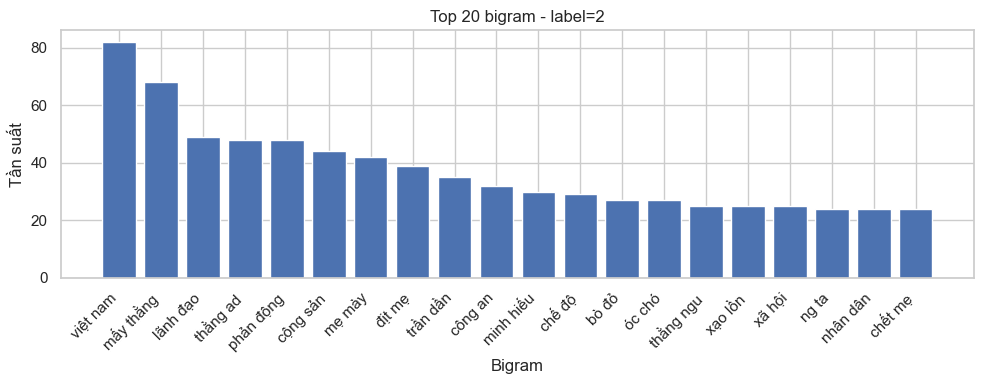 Top 20 bigram - label=2
Tần suất
80
60
40
20
0
việt nam
mấy thằng
lãnh đạo
thằng ad
phản động
cộng sản
mẹ mày
địt mẹ
trần dần
công an
minh hiếu
chế độ
bò đỏ
óc chó
thằng ngu
xạo lồn
xã hội
ng ta
nhân dân
chết mẹ
Bigram